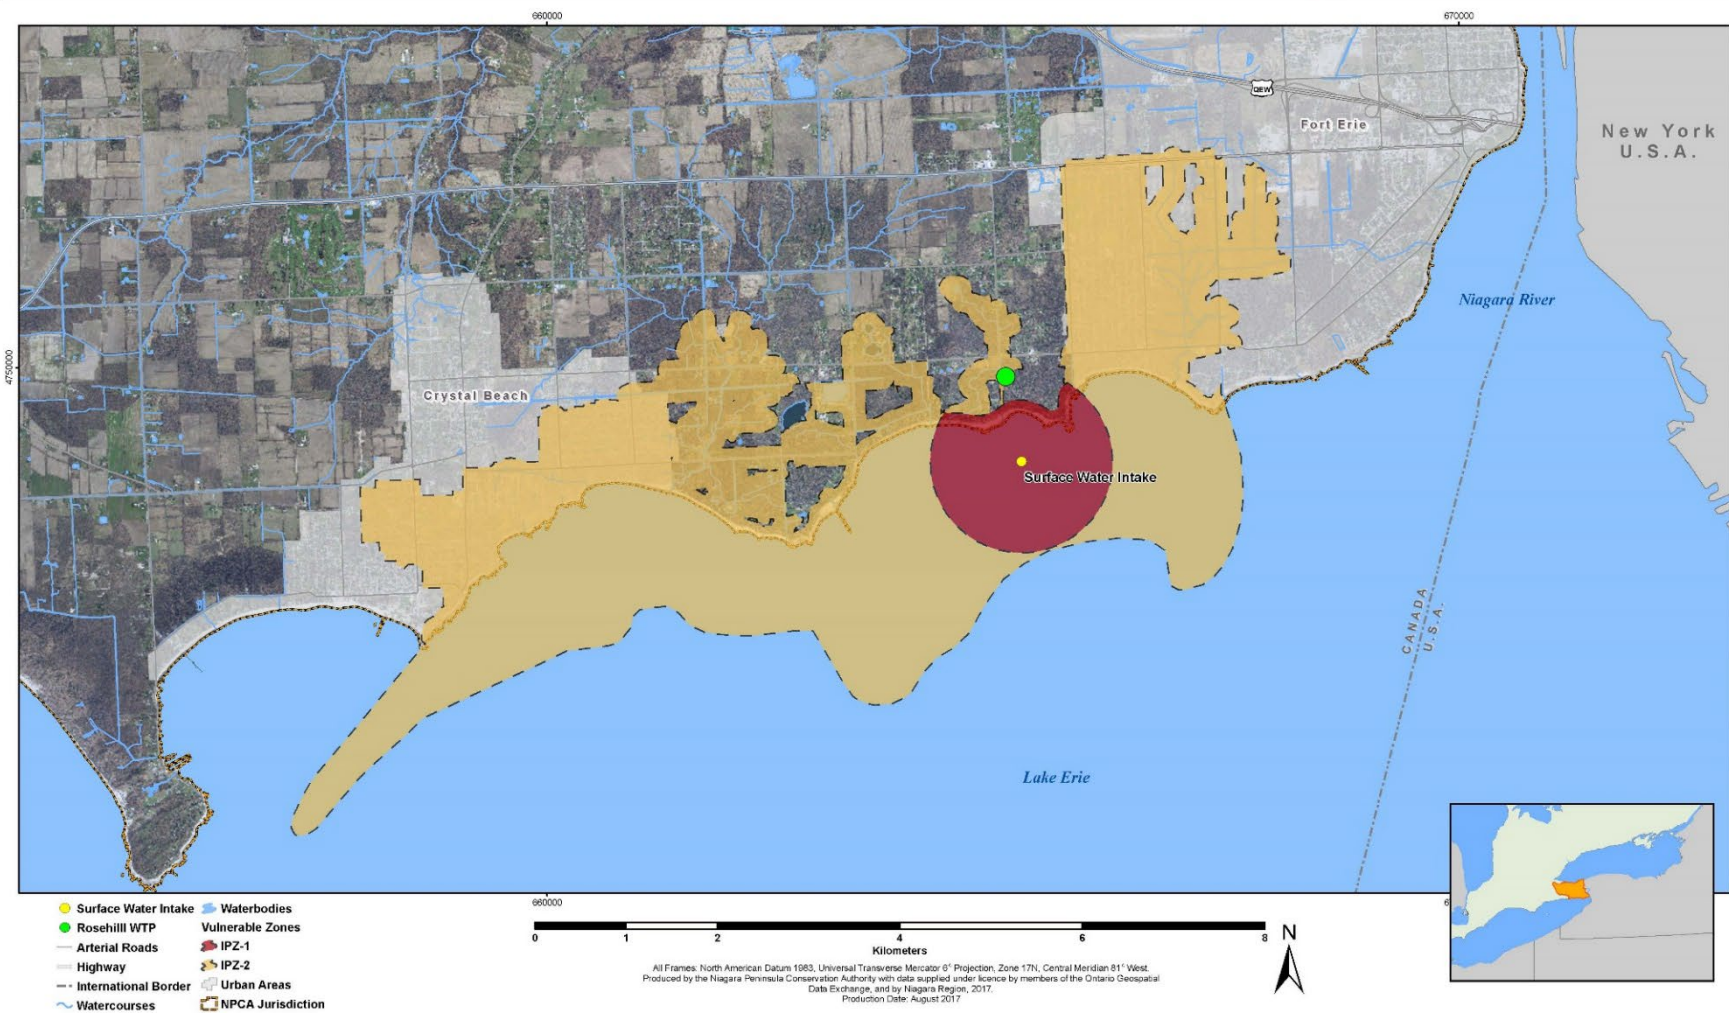 660000
670000
QEW
Fort Erie
New York
U.S.A.
Niagara River
4750000
Crystal Beach
Surface Water Intake
CANADA
U.S.A.
Lake Erie
660000
Surface Water Intake
Rosehilll WTP
Arterial Roads
Highway
International Border
Watercourses
Waterbodies
Vulnerable Zones
IPZ-1
IPZ-2
Urban Areas
NPCA Jurisdiction
0 1 2 4 6 8
Kilometers
N
All Frames: North American Datum 1983, Universal Transverse Mercator 6° Projection, Zone 17N, Central Meridian 81° West.
Produced by the Niagara Peninsula Conservation Authority with data supplied under licence by members of the Ontario Geospatial
Data Exchange, and by Niagara Region, 2017.
Production Date: August 2017